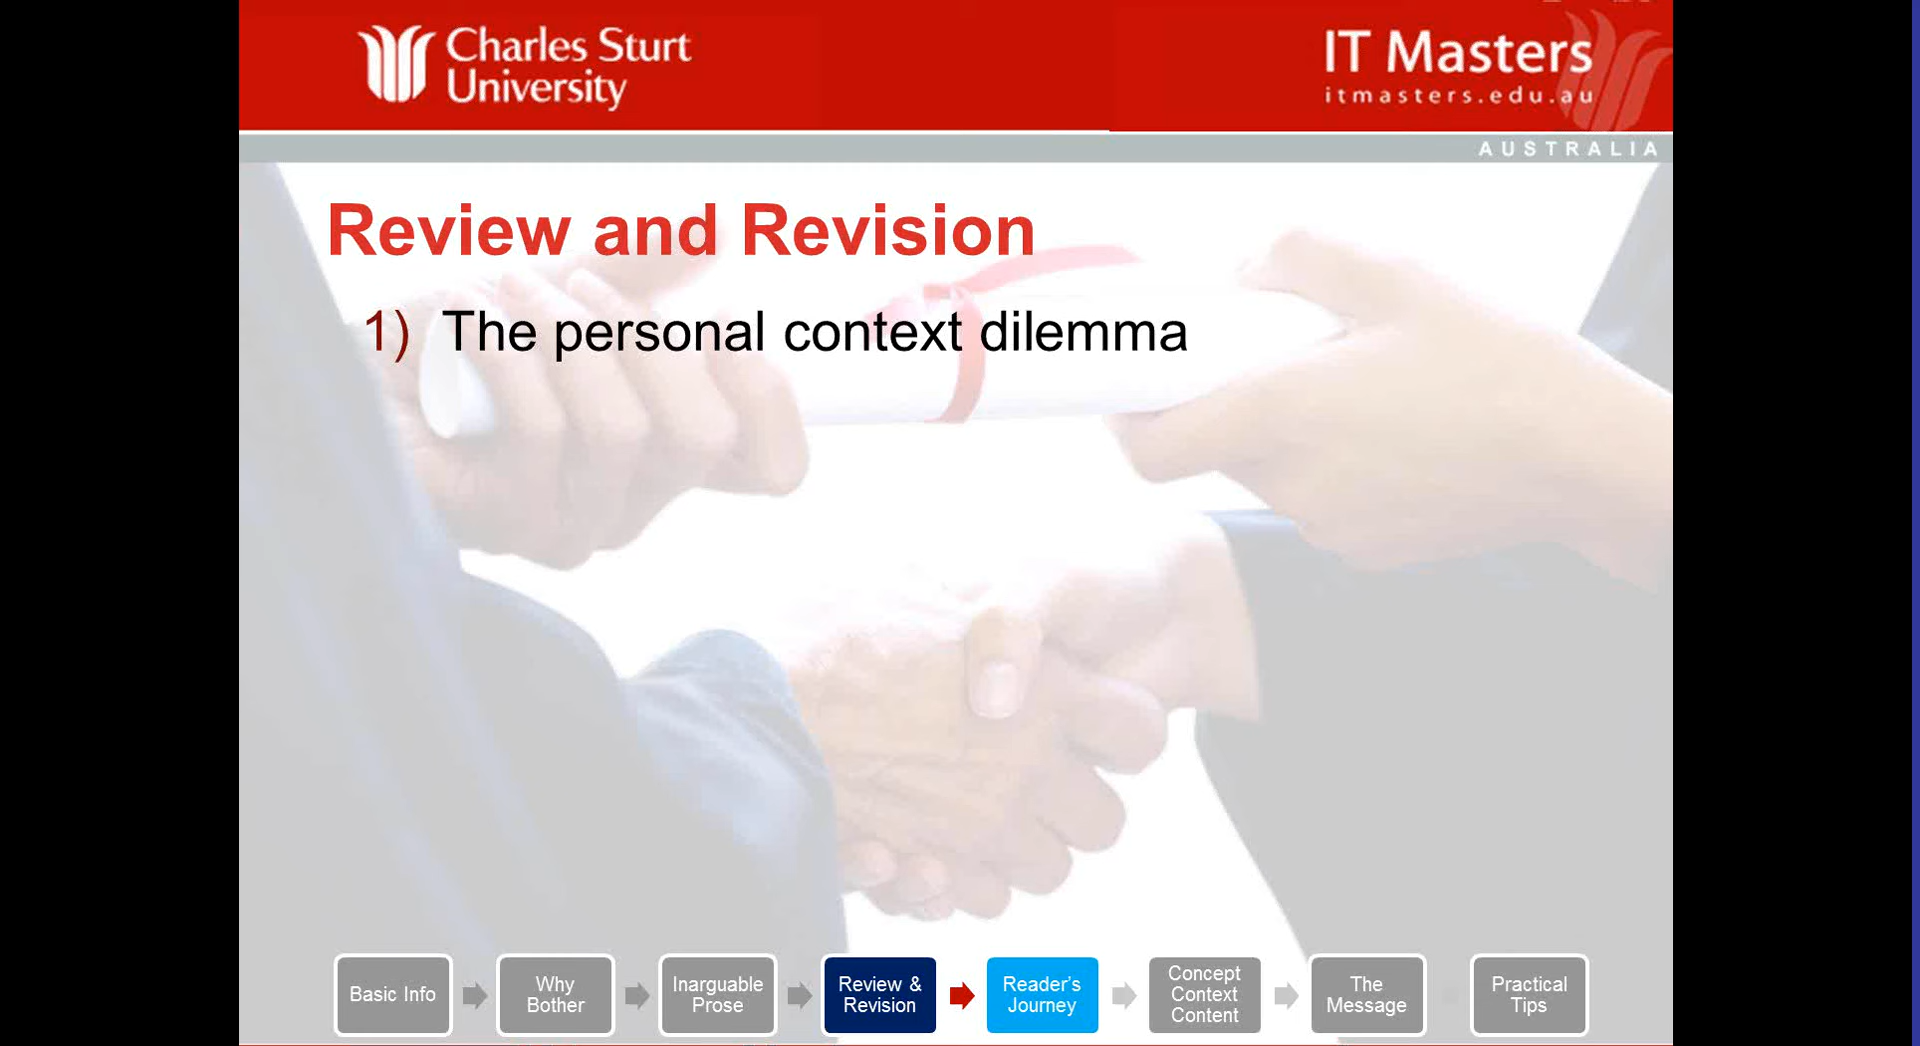 Charles Sturt
University
IT Masters
itmasters.edu.au
AUSTRALIA
Review and Revision
1) The personal context dilemma
Basic Info
Why
Bother
Inarguable
Prose
Review &
Revision
Reader's
Journey
Concept
Context
Content
The
Message
Practical
Tips